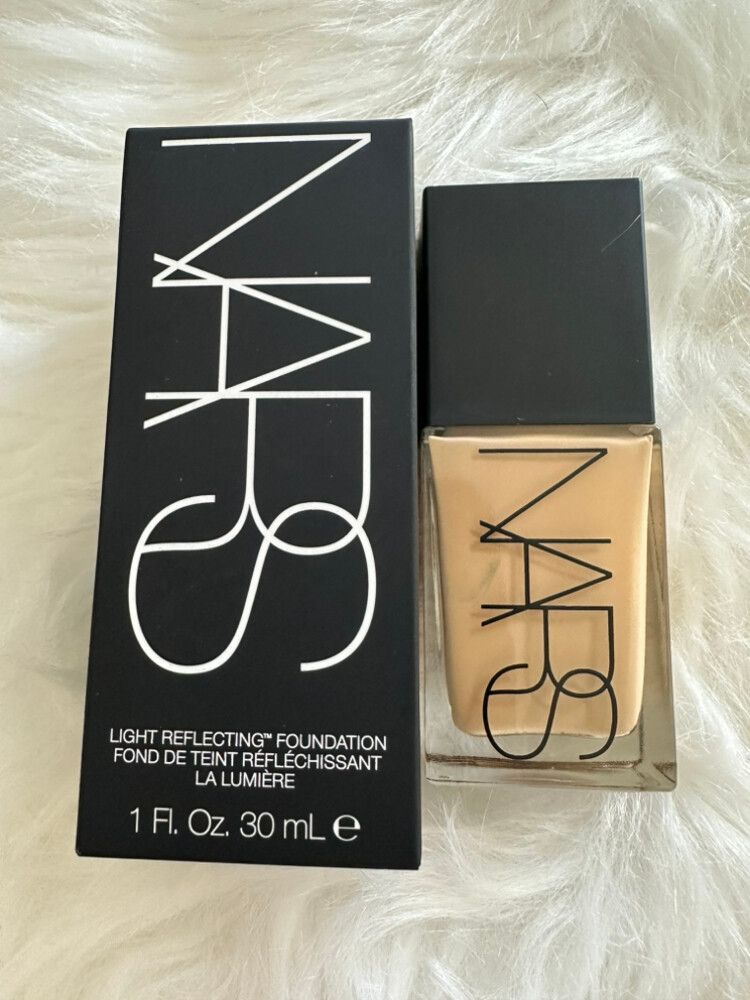 NARS
LIGHT REFLECTING™ FOUNDATION
FOND DE TEINT RÉFLÉCHISSANT
LA LUMIÈRE
1 Fl. Oz. 30 mL ℮
NARS